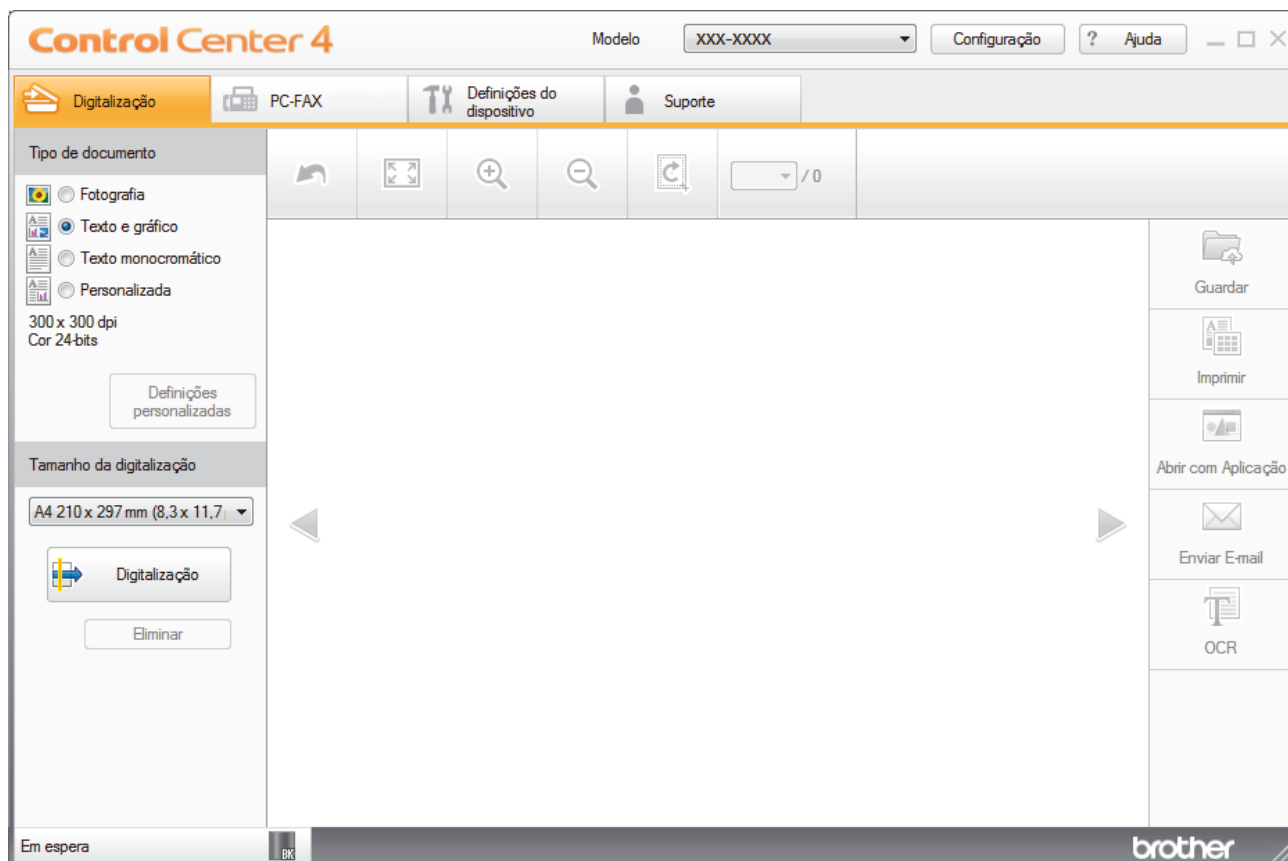 Control Center 4
Modelo
XXX-XXXX
Configuração
? Ajuda
Digitalização
PC-FAX
Definições do
dispositivo
Suporte
Tipo de documento
Fotografia
Texto e gráfico
Texto monocromático
Personalizada
300 x 300 dpi
Cor 24-bits
Definições
personalizadas
Tamanho da digitalização
A4 210 x 297 mm (8,3 x 11,7
Digitalização
Eliminar
/ 0
Guardar
Imprimir
Abrir com Aplicação
Enviar E-mail
OCR
Em espera
BK
brother